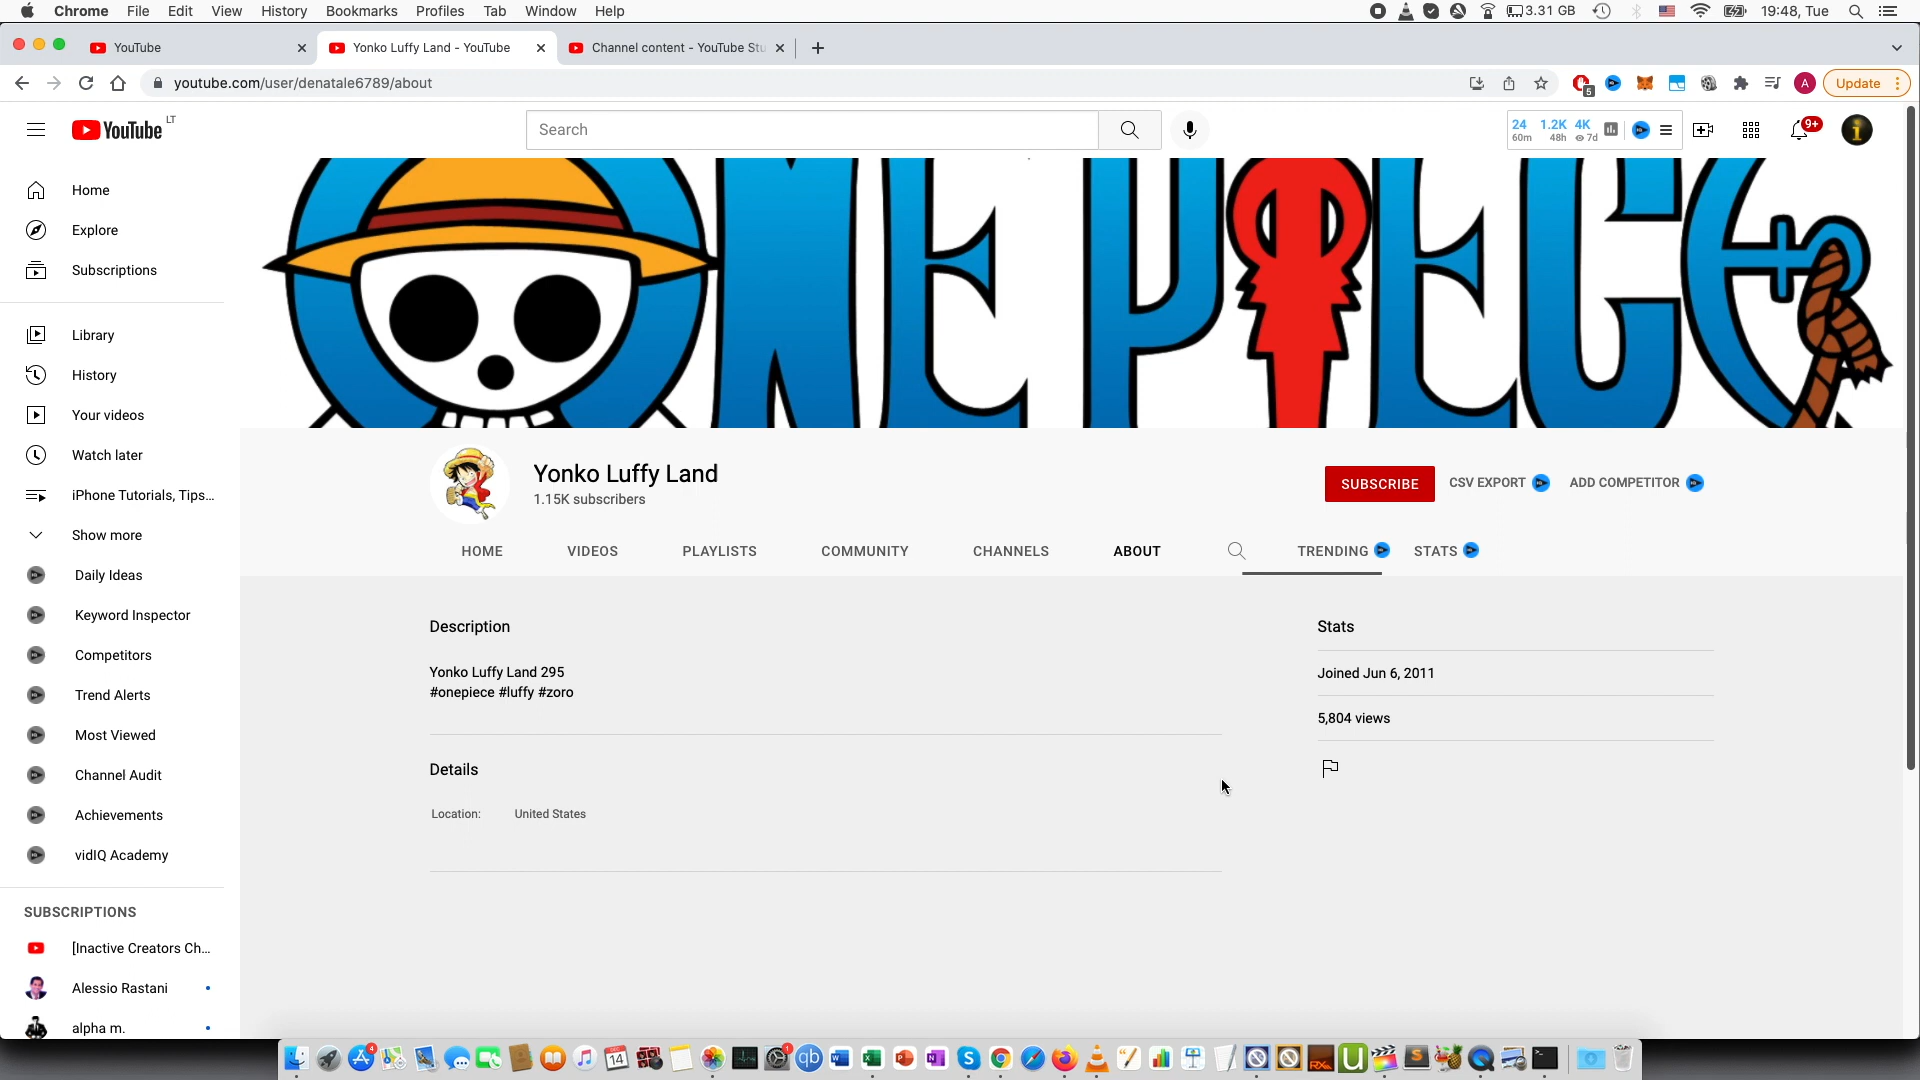 Chrome File Edit View History Bookmarks Profiles Tab Window Help 3.31 GB 19:48, Tue
YouTube Yonko Luffy Land - YouTube Channel content - YouTube Stu
youtube.com/user/denatale6789/about 5 A Update
YouTube LT Search 24 1.2K 4K 9+
60m 48h 7d
Home
Explore
Subscriptions
Library
History
Your videos
Watch later
iPhone Tutorials, Tips...
Show more
Daily Ideas
Keyword Inspector
Competitors
Trend Alerts
Most Viewed
Channel Audit
Achievements
vidIQ Academy
SUBSCRIPTIONS
[Inactive Creators Ch...
Alessio Rastani
alpha m.
ONE PIECE
Yonko Luffy Land
1.15K subscribers
SUBSCRIBE CSV EXPORT ADD COMPETITOR
HOME VIDEOS PLAYLISTS COMMUNITY CHANNELS ABOUT TRENDING STATS
Description
Yonko Luffy Land 295
#onepiece #luffy #zoro
Details
Location: United States
Stats
Joined Jun 6, 2011
5,804 views